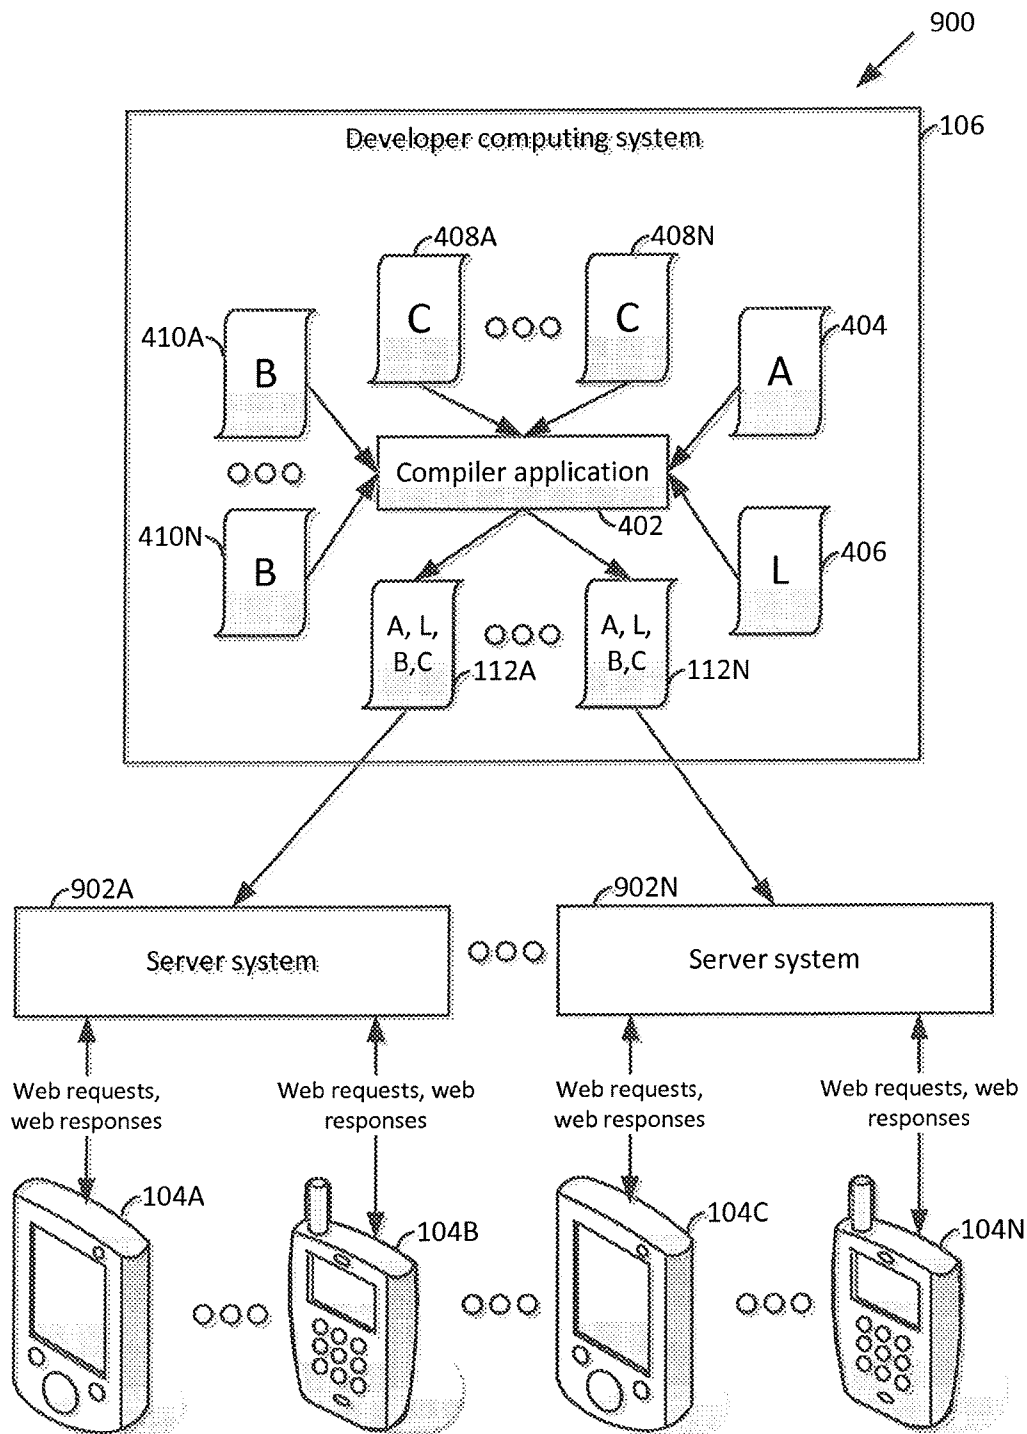 900
106
Developer computing system
408A
408N
C
C
410A
404
B
A
Compiler application
402
410N
406
B
L
A, L,
B,C
A, L,
B,C
112A
112N
902A
902N
Server system
Server system
Web requests,
web responses
Web requests, web
responses
Web requests,
web responses
Web requests, web
responses
104A
104B
104C
104N